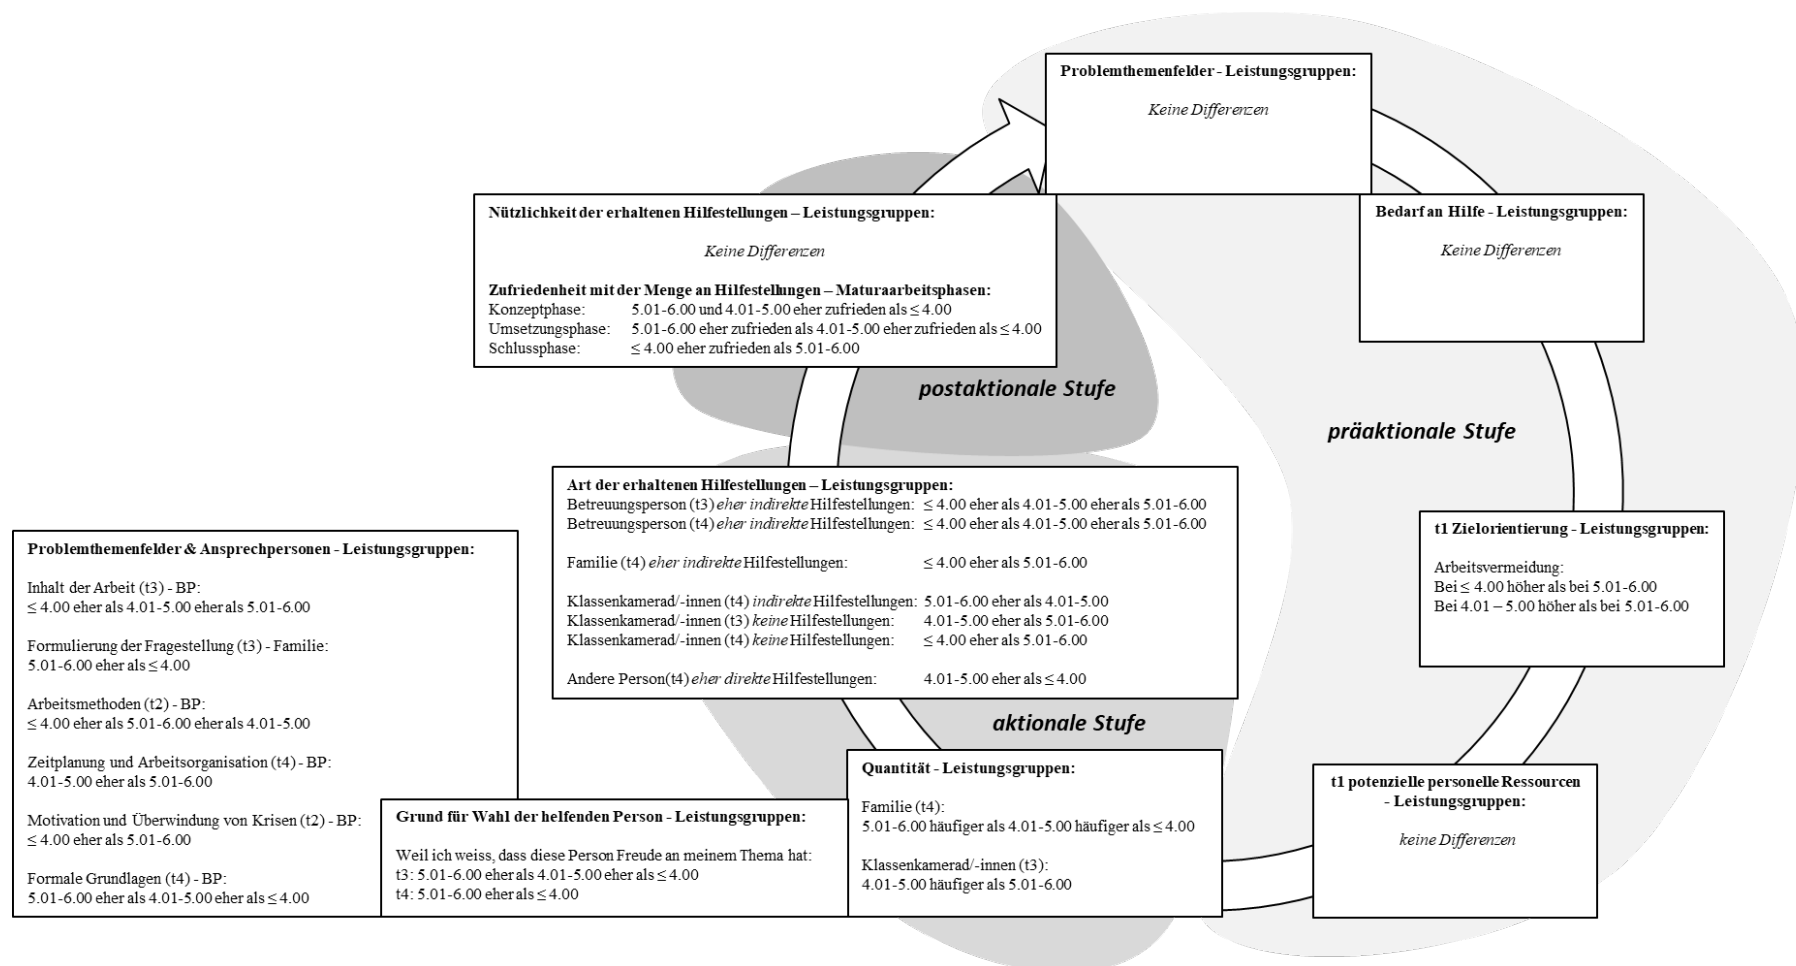 Problemthemenfelder - Leistungsgruppen:
Keine Differenzen
Bedarf an Hilfe - Leistungsgruppen:
Keine Differenzen
präaktionale Stufe
t1 Zielorientierung - Leistungsgruppen:
Arbeitsvermeidung:
Bei ≤ 4.00 höher als bei 5.01-6.00
Bei 4.01 – 5.00 höher als bei 5.01-6.00
t1 potenzielle personelle Ressourcen
- Leistungsgruppen:
keine Differenzen
aktionale Stufe
Quantität - Leistungsgruppen:
Familie (t4):
5.01-6.00 häufiger als 4.01-5.00 häufiger als ≤ 4.00
Klassenkamerad/-innen (t3):
4.01-5.00 häufiger als 5.01-6.00
Grund für Wahl der helfenden Person - Leistungsgruppen:
Weil ich weiss, dass diese Person Freude an meinem Thema hat:
t3: 5.01-6.00 eher als 4.01-5.00 eher als ≤ 4.00
t4: 5.01-6.00 eher als ≤ 4.00
Problemthemenfelder & Ansprechpersonen - Leistungsgruppen:
Inhalt der Arbeit (t3) - BP:
≤ 4.00 eher als 4.01-5.00 eher als 5.01-6.00
Formulierung der Fragestellung (t3) - Familie:
5.01-6.00 eher als ≤ 4.00
Arbeitsmethoden (t2) - BP:
≤ 4.00 eher als 5.01-6.00 eher als 4.01-5.00
Zeitplanung und Arbeitsorganisation (t4) - BP:
4.01-5.00 eher als 5.01-6.00
Motivation und Überwindung von Krisen (t2) - BP:
≤ 4.00 eher als 5.01-6.00
Formale Grundlagen (t4) - BP:
5.01-6.00 eher als 4.01-5.00 eher als ≤ 4.00
Art der erhaltenen Hilfestellungen – Leistungsgruppen:
Betreuungsperson (t3) eher indirekte Hilfestellungen: ≤ 4.00 eher als 4.01-5.00 eher als 5.01-6.00
Betreuungsperson (t4) eher indirekte Hilfestellungen: ≤ 4.00 eher als 4.01-5.00 eher als 5.01-6.00
Familie (t4) eher indirekte Hilfestellungen: ≤ 4.00 eher als 5.01-6.00
Klassenkamerad/-innen (t4) indirekte Hilfestellungen: 5.01-6.00 eher als 4.01-5.00
Klassenkamerad/-innen (t3) keine Hilfestellungen: 4.01-5.00 eher als 5.01-6.00
Klassenkamerad/-innen (t4) keine Hilfestellungen: ≤ 4.00 eher als 5.01-6.00
Andere Person(t4) eher direkte Hilfestellungen: 4.01-5.00 eher als ≤ 4.00
postaktionale Stufe
Nützlichkeit der erhaltenen Hilfestellungen – Leistungsgruppen:
Keine Differenzen
Zufriedenheit mit der Menge an Hilfestellungen – Maturaarbeitsphasen:
Konzeptphase: 5.01-6.00 und 4.01-5.00 eher zufrieden als ≤ 4.00
Umsetzungsphase: 5.01-6.00 eher zufrieden als 4.01-5.00 eher zufrieden als ≤ 4.00
Schlussphase: ≤ 4.00 eher zufrieden als 5.01-6.00